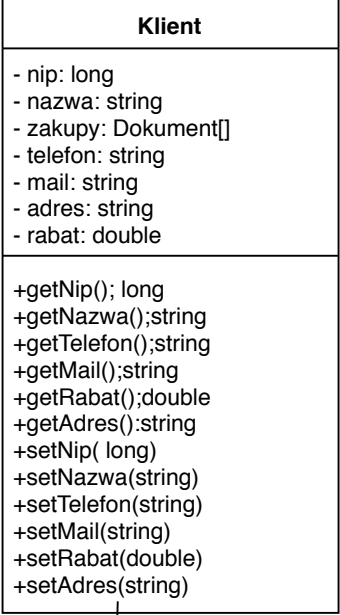 Klient
- nip: long
- nazwa: string
- zakupy: Dokument[]
- telefon: string
- mail: string
- adres: string
- rabat: double
+getNip(); long
+getNazwa();string
+getTelefon();string
+getMail();string
+getRabat();double
+getAdres():string
+setNip( long)
+setNazwa(string)
+setTelefon(string)
+setMail(string)
+setRabat(double)
+setAdres(string)